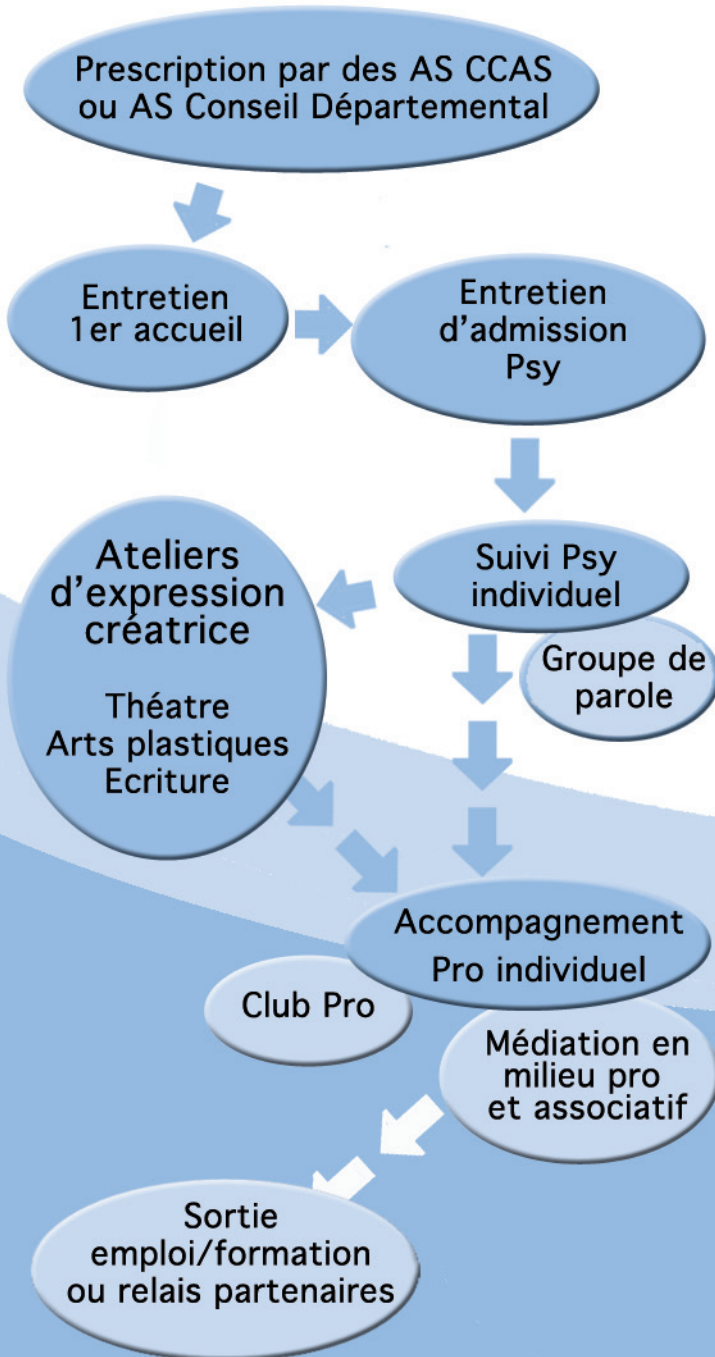 Prescription par des AS CCAS
ou AS Conseil Départemental
Entretien
1er accueil
Entretien
d'admission
Psy
Ateliers
d'expression
créatrice
Théatre
Arts plastiques
Ecriture
Suivi Psy
individuel
Groupe de
parole
Accompagnement
Pro individuel
Club Pro
Médiation en
milieu pro
et associatif
Sortie
emploi/formation
ou relais partenaires